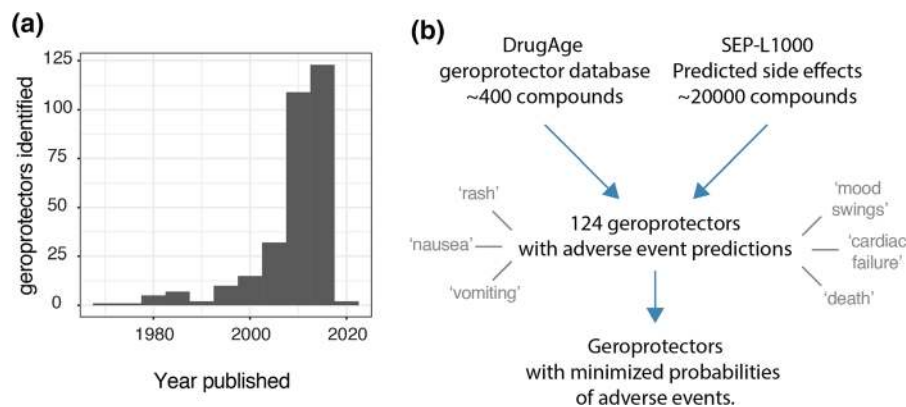 (a)
geroprotectors identified
125
100
75
50
25
0
1980
2000
2020
Year published
(b)
DrugAge
geroprotector database
~400 compounds
SEP-L1000
Predicted side effects
~20000 compounds
'rash'
'nausea'
'vomiting'
124 geroprotectors
with adverse event predictions
'mood
swings'
'cardiac
failure'
'death'
Geroprotectors
with minimized probabilities
of adverse events.